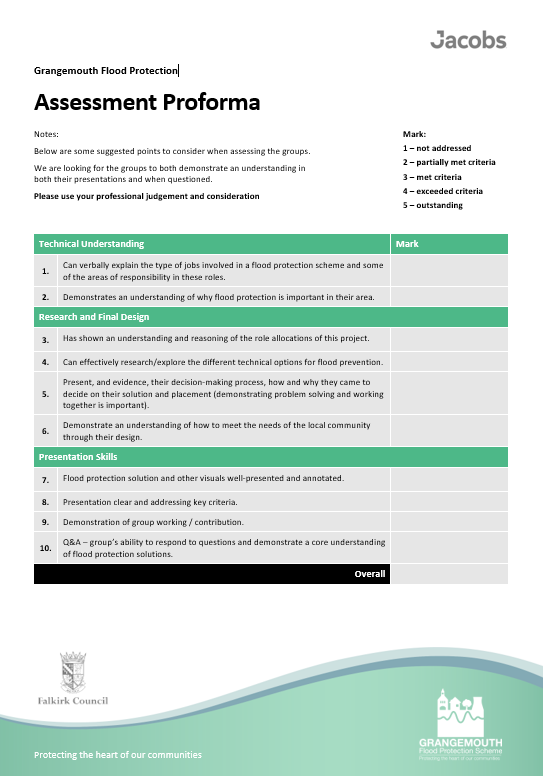 Jacobs
Grangemouth Flood Protection
Assessment Proforma
Notes:
Below are some suggested points to consider when assessing the groups.
We are looking for the groups to both demonstrate an understanding in
both their presentations and when questioned.
Please use your professional judgement and consideration
Mark:
1 – not addressed
2 – partially met criteria
3 – met criteria
4 – exceeded criteria
5 – outstanding
Technical Understanding Mark
1. Can verbally explain the type of jobs involved in a flood protection scheme and some
of the areas of responsibility in these roles.
2. Demonstrates an understanding of why flood protection is important in their area.
Research and Final Design
3. Has shown an understanding and reasoning of the role allocations of this project.
4. Can effectively research/explore the different technical options for flood prevention.
5. Present, and evidence, their decision-making process, how and why they came to
decide on their solution and placement (demonstrating problem solving and working
together is important).
6. Demonstrate an understanding of how to meet the needs of the local community
through their design.
Presentation Skills
7. Flood protection solution and other visuals well-presented and annotated.
8. Presentation clear and addressing key criteria.
9. Demonstration of group working / contribution.
10. Q&A – group's ability to respond to questions and demonstrate a core understanding
of flood protection solutions.
Overall
Falkirk Council
GRANGEMOUTH
Flood Protection Scheme
Protecting the heart of our communities
Protecting the heart of our communities